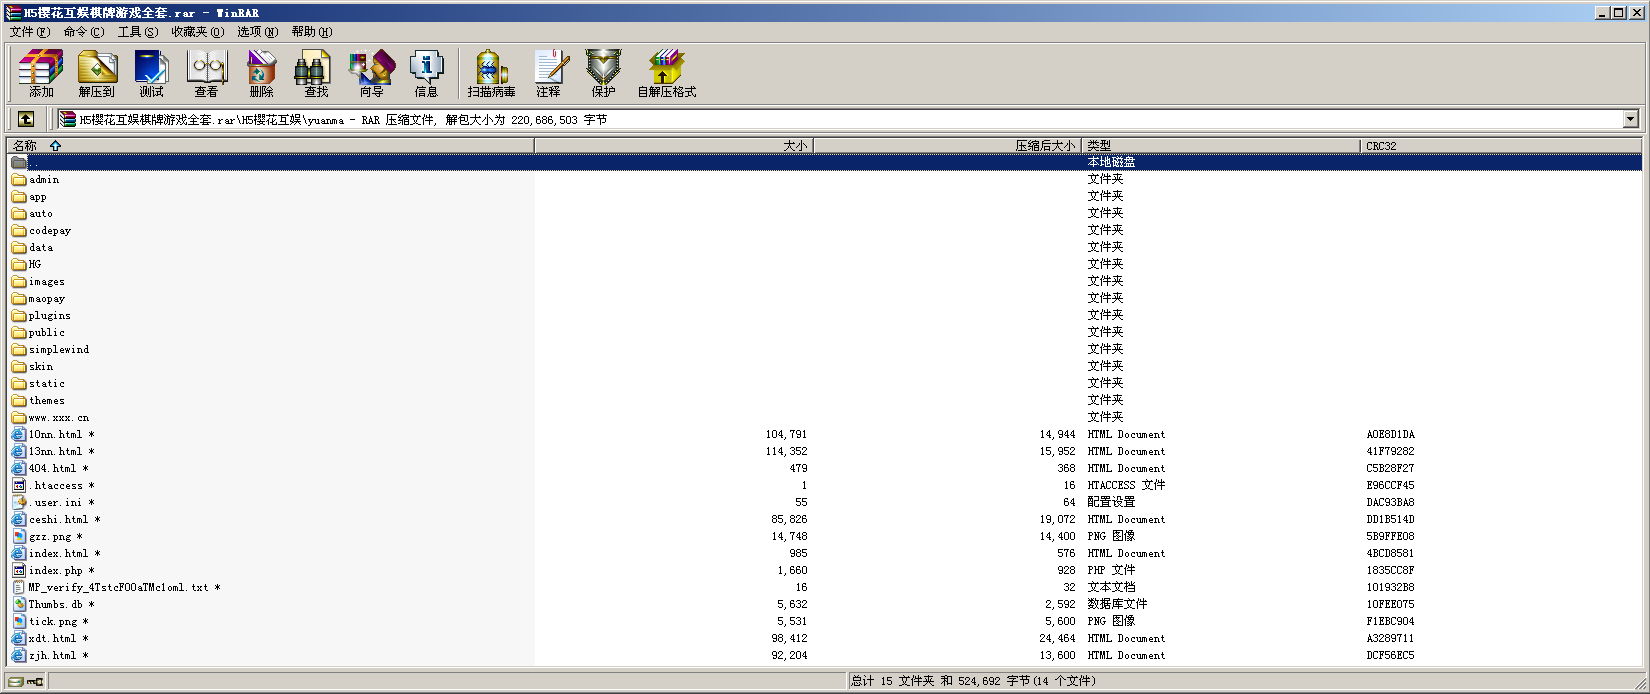 H5樱花互娱棋牌游戏全套.rar - WinRAR
文件(F) 命令(C) 工具(S) 收藏夹(O) 选项(N) 帮助(H)
添加 解压到 测试 查看 删除 查找 向导 信息 扫描病毒 注释 保护 自解压格式
H5樱花互娱棋牌游戏全套.rar\H5樱花互娱\yuanma - RAR 压缩文件, 解包大小为 220,686,503 字节
名称 大小 压缩后大小 类型 CRC32
.. 本地磁盘
admin 文件夹
app 文件夹
auto 文件夹
codepay 文件夹
data 文件夹
HG 文件夹
images 文件夹
maopay 文件夹
plugins 文件夹
public 文件夹
simplewind 文件夹
skin 文件夹
static 文件夹
themes 文件夹
www.xxx.cn 文件夹
10nn.html * 104,791 14,944 HTML Document A0E8D1DA
13nn.html * 114,352 15,952 HTML Document 41F79282
404.html * 479 368 HTML Document C5B28F27
.htaccess * 1 16 HTACCESS 文件 E96CCF45
.user.ini * 55 64 配置设置 DAC93BA8
ceshi.html * 85,826 19,072 HTML Document DD1B514D
gzz.png * 14,748 14,400 PNG 图像 5B9FFE08
index.html * 985 576 HTML Document 4BCD8581
index.php * 1,660 928 PHP 文件 1835CC8F
MP_verify_4TstcFOOaTMc1oml.txt * 16 32 文本文档 101932B8
Thumbs.db * 5,632 2,592 数据库文件 10FEE075
tick.png * 5,531 5,600 PNG 图像 F1EBC904
xdt.html * 98,412 24,464 HTML Document A3289711
zjh.html * 92,204 13,600 HTML Document DCF56EC5
总计 15 文件夹 和 524,692 字节(14 个文件)